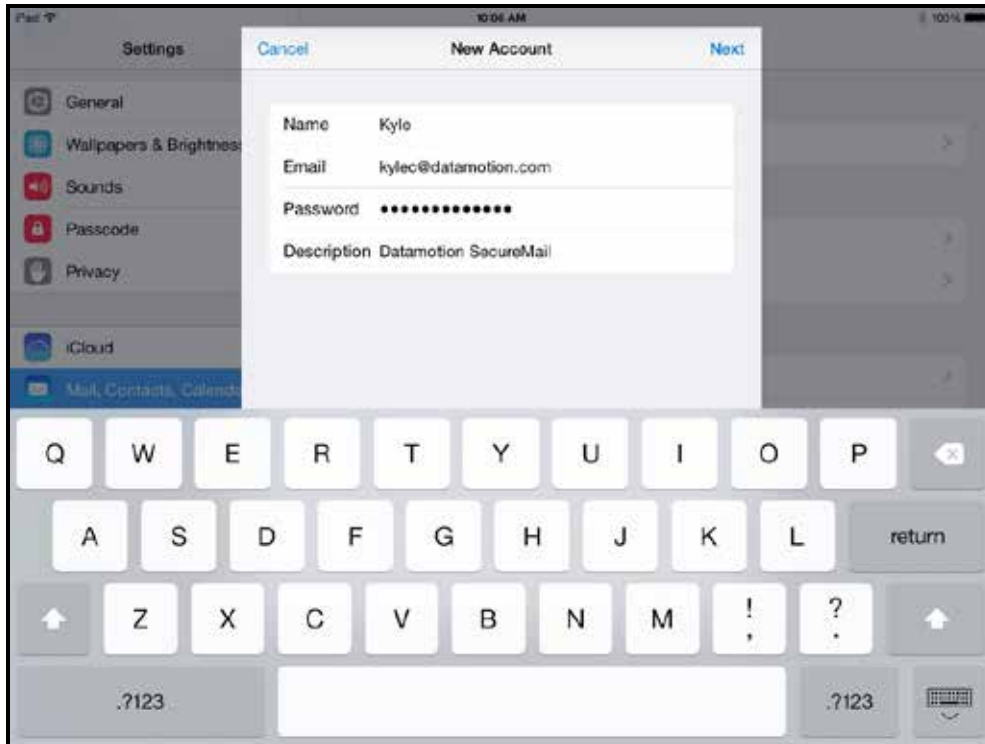 iPad 10:06 AM 100%
Settings
Cancel New Account Next
General
Wallpapers & Brightness
Sounds
Passcode
Privacy
iCloud
Mail, Contacts, Calenda
Name Kyle
Email kylec@datamotion.com
Password •••••••••••••
Description Datamotion SecureMail
Q W E R T Y U I O P
A S D F G H J K L return
Z X C V B N M ! , ? .
.?123 .?123